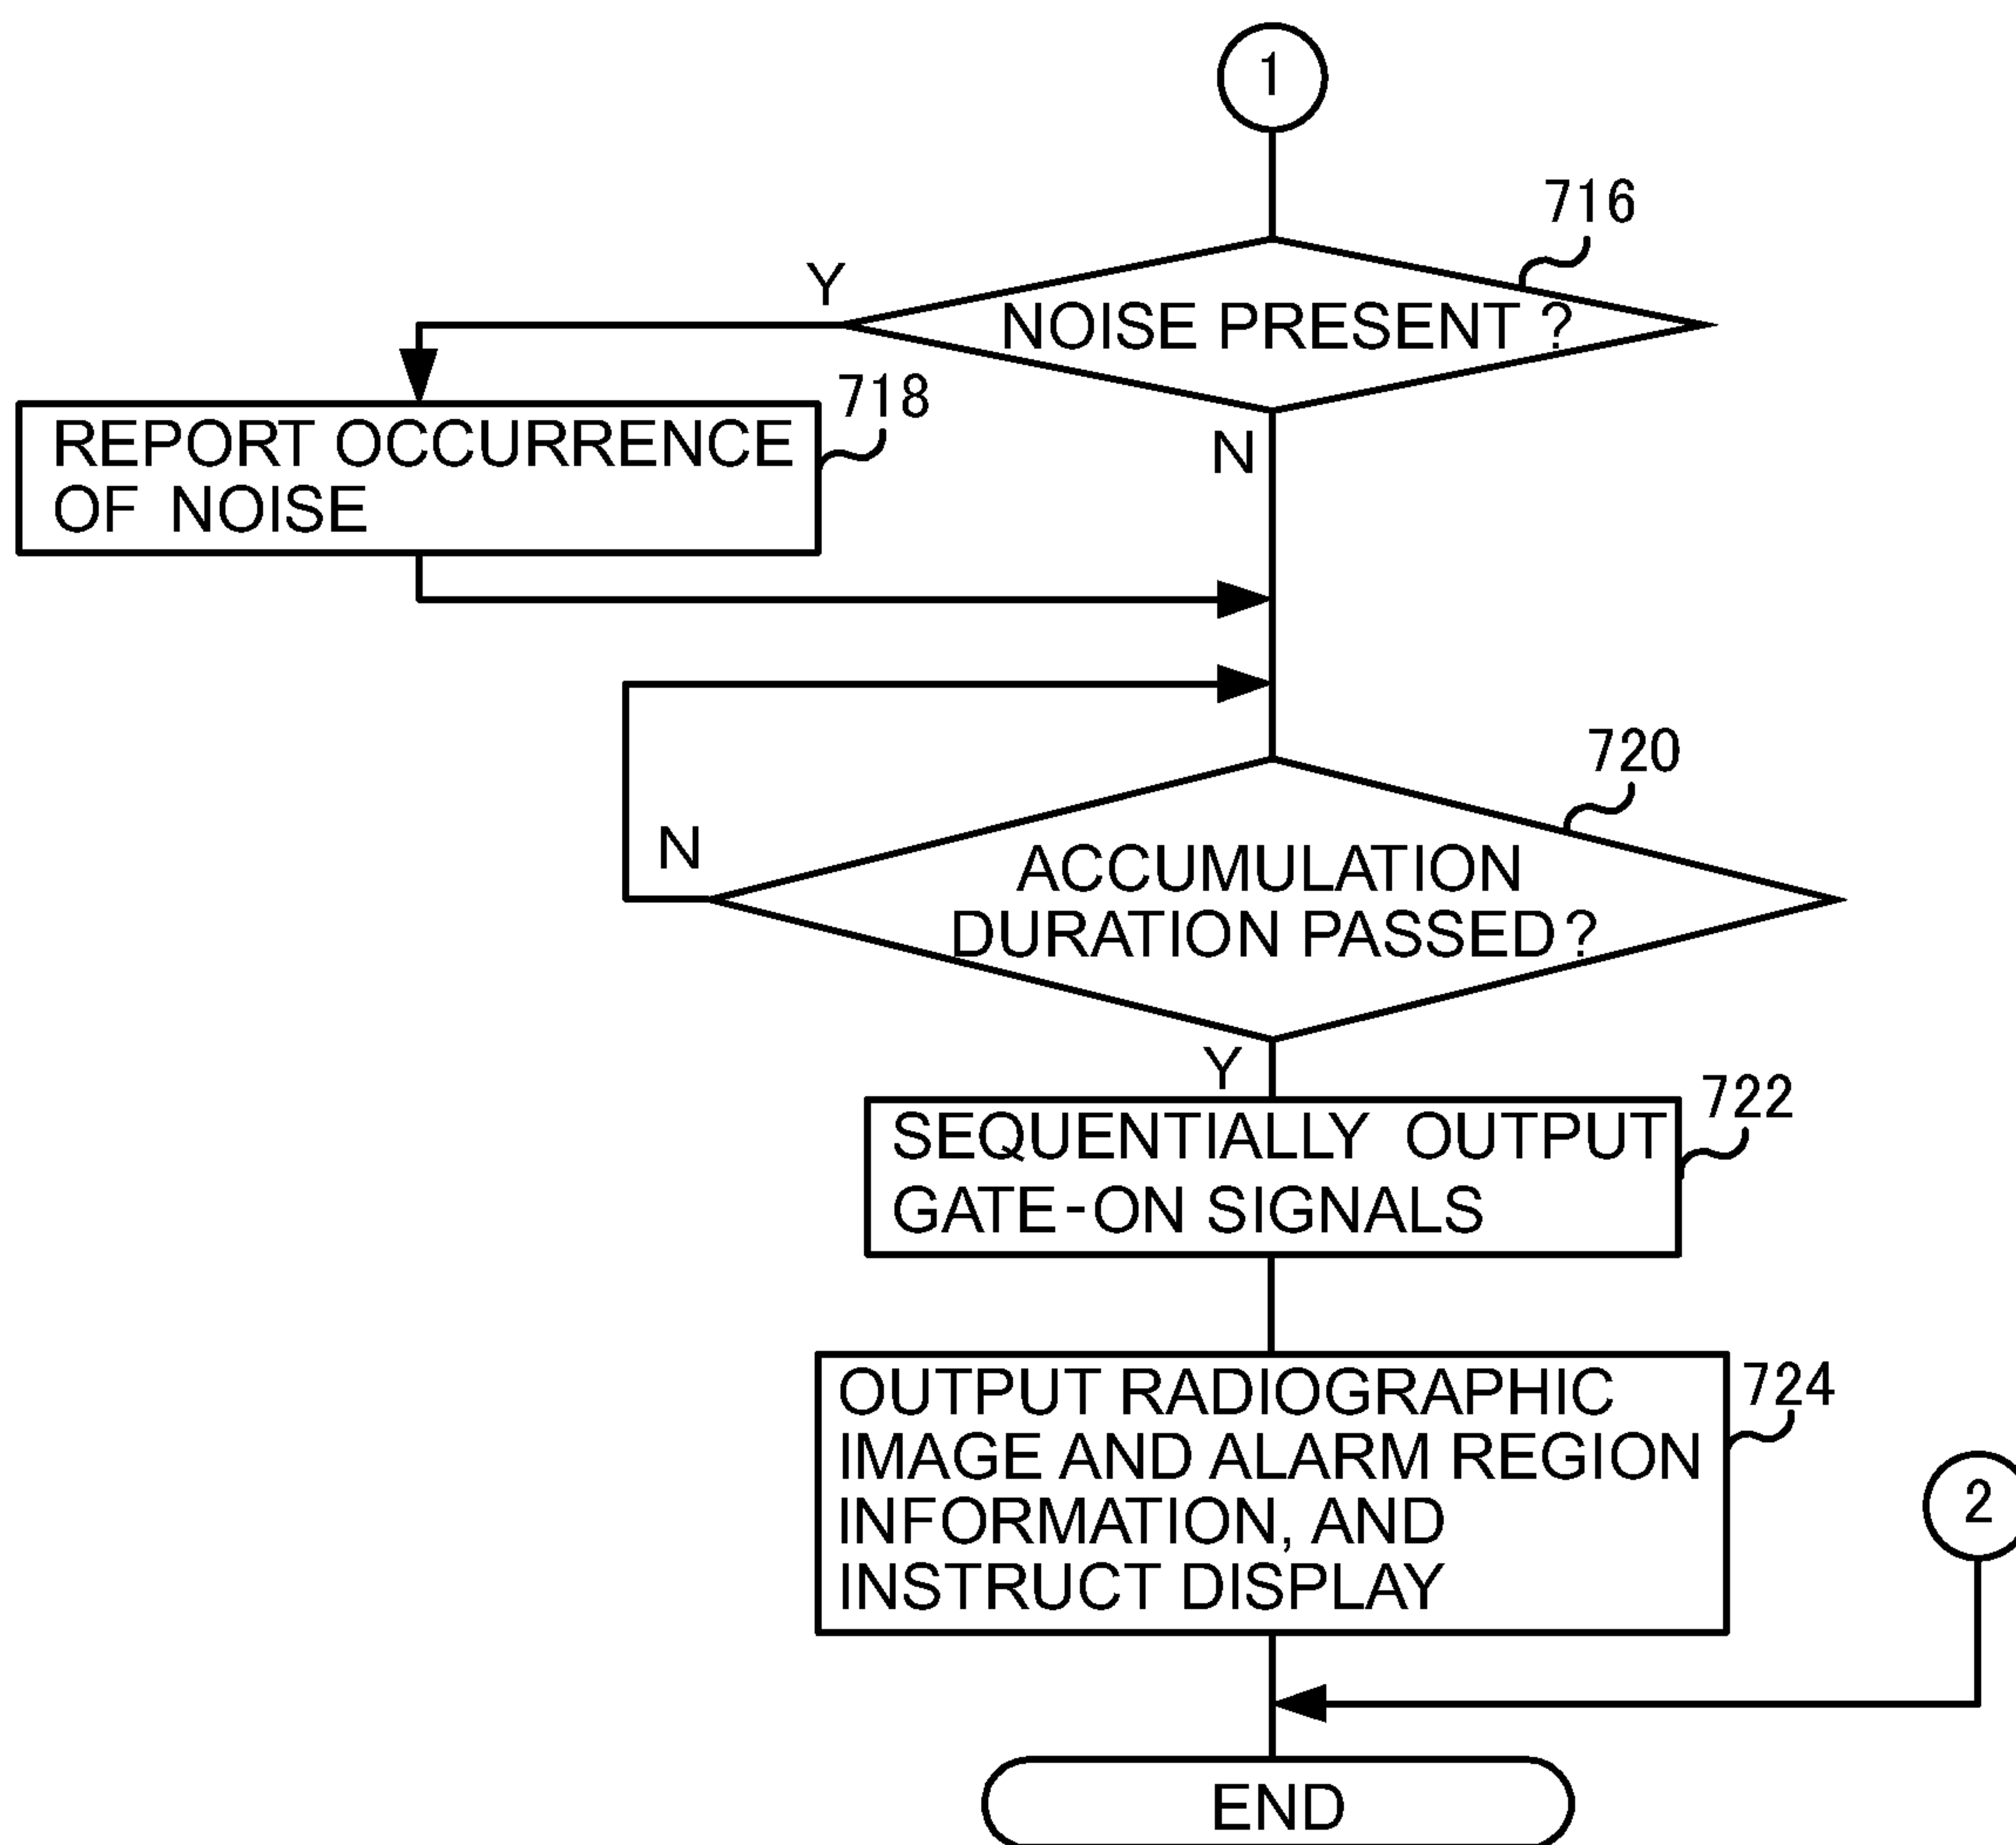 1
716
Y
NOISE PRESENT ?
718
REPORT OCCURRENCE
OF NOISE
N
720
N
ACCUMULATION
DURATION PASSED ?
Y
722
SEQUENTIALLY OUTPUT
GATE-ON SIGNALS
724
OUTPUT RADIOGRAPHIC
IMAGE AND ALARM REGION
INFORMATION, AND
INSTRUCT DISPLAY
2
END